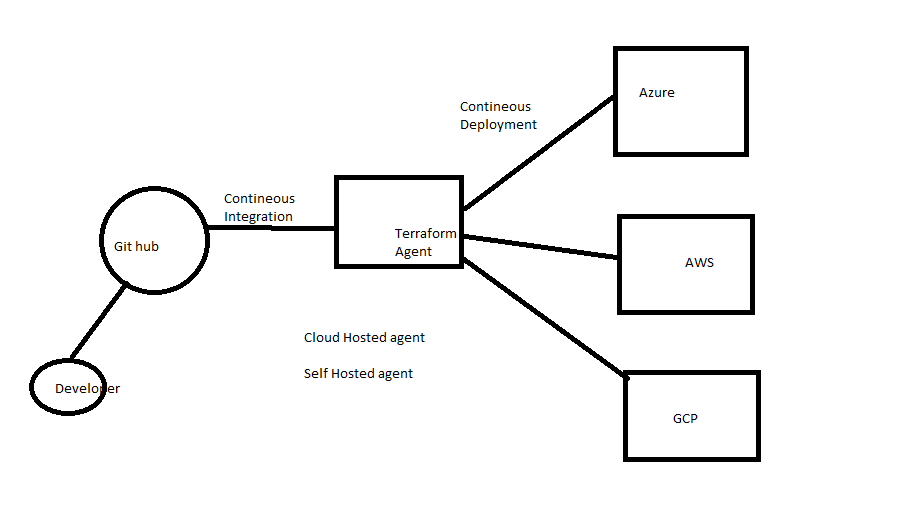 Azure
Contineous
Deployment
Contineous
Integration
Git hub
Terraform
Agent
AWS
Cloud Hosted agent
Self Hosted agent
Developer
GCP